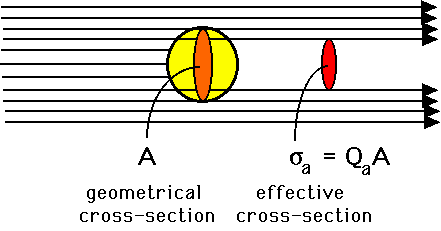 A
σₐ = QₐA
geometrical
cross-section
effective
cross-section